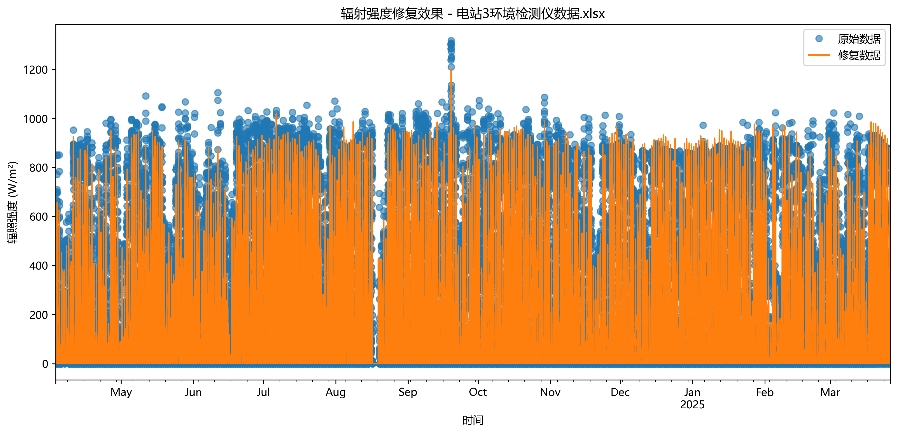 辐射强度修复效果 - 电站3环境检测仪数据.xlsx
原始数据
修复数据
辐照强度 (W/m²)
1200
1000
800
600
400
200
0
May
Jun
Jul
Aug
Sep
Oct
Nov
Dec
Jan
2025
Feb
Mar
时间